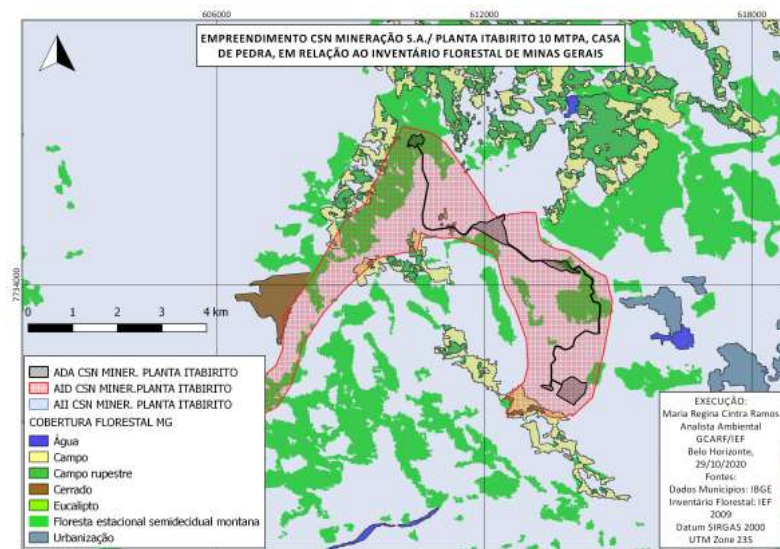 606000
612000
618000
EMPREENDIMENTO CSN MINERAÇÃO S.A./ PLANTA ITABIRITO 10 MTPA, CASA
DE PEDRA, EM RELAÇÃO AO INVENTÁRIO FLORESTAL DE MINAS GERAIS
7714000
7714000
0 1 2 3 4 km
ADA CSN MINER. PLANTA ITABIRITO
AID CSN MINER.PLANTA ITABIRITO
AII CSN MINER. PLANTA ITABIRITO
COBERTURA FLORESTAL MG
Água
Campo
Campo rupestre
Cerrado
Eucalipto
Floresta estacional semidecidual montana
Urbanização
EXECUÇÃO:
Maria Regina Cintra Ramos
Analista Ambiental
GCARF/IEF
Belo Horizonte,
29/10/2020
Fontes:
Dados Municipios: IBGE
Inventário Florestal: IEF
2009
Datum SIRGAS 2000
UTM Zone 23S